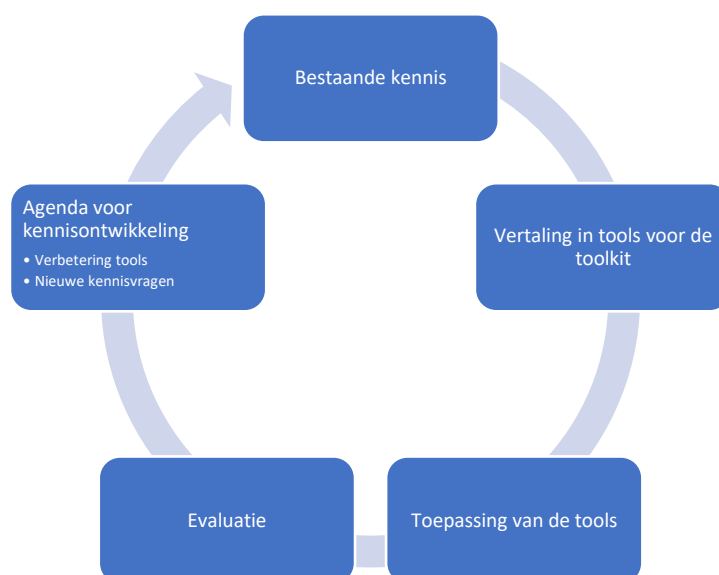 Bestaande kennis
Vertaling in tools voor de
toolkit
Toepassing van de tools
Evaluatie
Agenda voor
kennisontwikkeling
• Verbetering tools
• Nieuwe kennisvragen